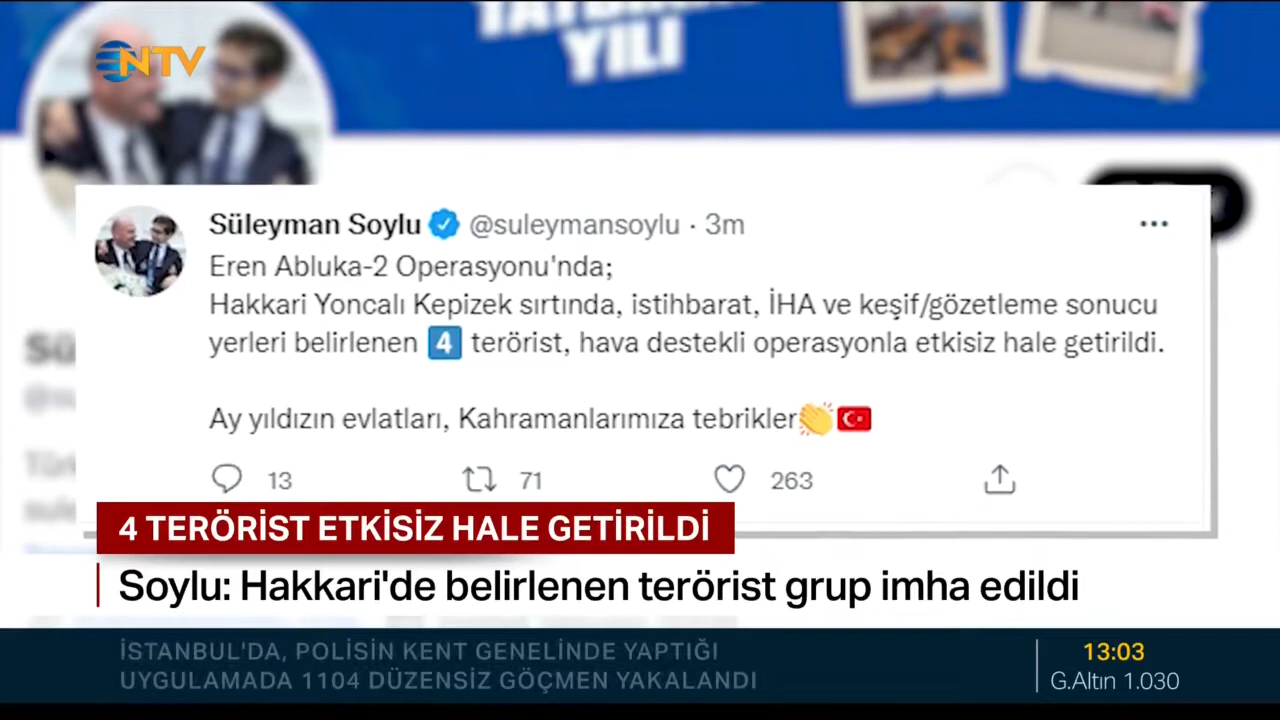 YILI
NTV
Süleyman Soylu @suleymansoylu · 3m
Eren Abluka-2 Operasyonu'nda;
Hakkari Yoncalı Kepizek sırtında, istihbarat, İHA ve keşif/gözetleme sonucu
yerleri belirlenen 4 terörist, hava destekli operasyonla etkisiz hale getirildi.
Ay yıldızın evlatları, Kahramanlarımıza tebrikler
13 71 263
4 TERÖRİST ETKİSİZ HALE GETİRİLDİ
Soylu: Hakkari'de belirlenen terörist grup imha edildi
İSTANBUL'DA, POLİSİN KENT GENELİNDE YAPTIĞI
UYGULAMADA 1104 DÜZENSİZ GÖÇMEN YAKALANDI
13:03
G.Altın 1.030